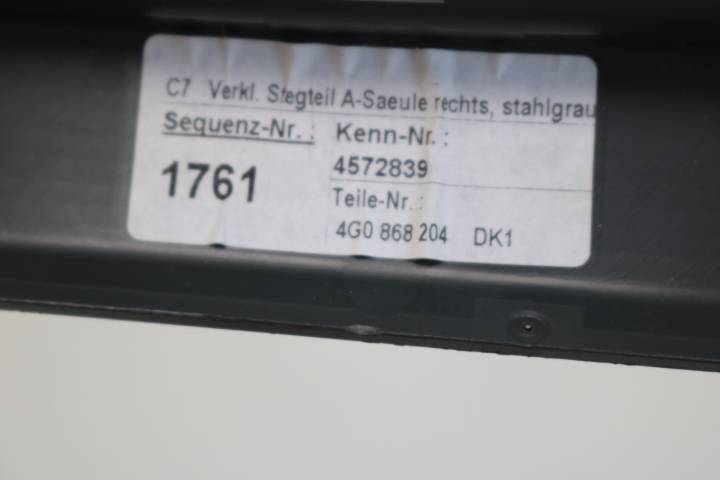 C7 Verkl. Stegteil A-Saeule rechts, stahlgrau
Sequenz-Nr. : Kenn-Nr. :
4572839
1761
Teile-Nr. :
4G0 868 204 DK1